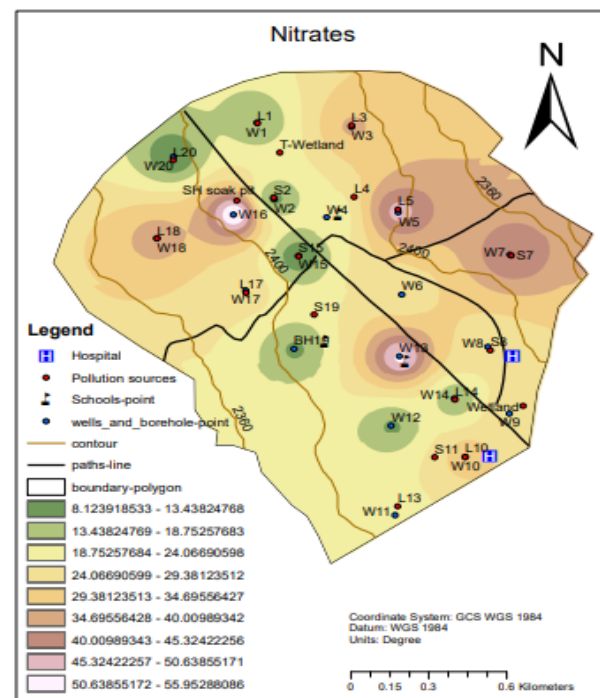 Nitrates
N
L1
W1
L3
W3
T-Wetland
L20
W20
SH soak pit
S2
W2
L4
W4
L5
W5
W16
2360
L18
W18
S15
W15
2400
2400
W7
S7
L17
W17
W6
S19
BH19
W13
W8
S8
W14
L14
Wetland
W9
2360
W12
S11
L10
W10
L13
W11
Legend
Hospital
Pollution sources
Schools-point
wells_and_borehole-point
contour
paths-line
boundary-polygon
8.123918533 - 13.43824768
13.43824769 - 18.75257683
18.75257684 - 24.06690598
24.06690599 - 29.38123512
29.38123513 - 34.69556427
34.69556428 - 40.00989342
40.00989343 - 45.32422256
45.32422257 - 50.63855171
50.63855172 - 55.95288086
Coordinate System: GCS WGS 1984
Datum: WGS 1984
Units: Degree
0 0.15 0.3 0.6 Kilometers
H
H
H